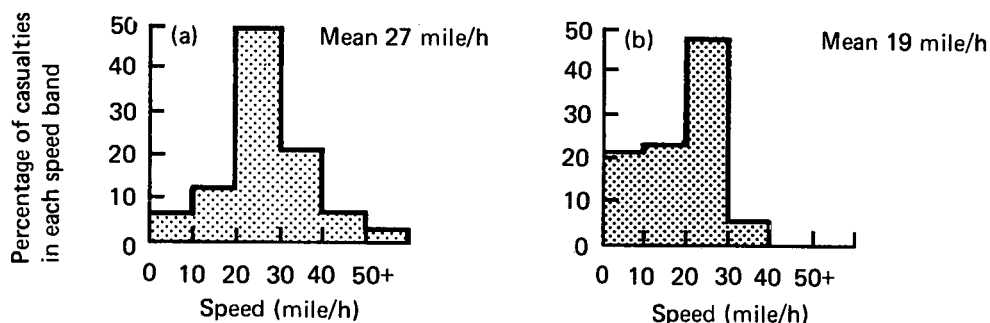 Percentage of casualties
in each speed band
(a) Mean 27 mile/h
50
40
30
20
10
0
0 10 20 30 40 50+
Speed (mile/h)
(b) Mean 19 mile/h
50
40
30
20
10
0
0 10 20 30 40 50+
Speed (mile/h)